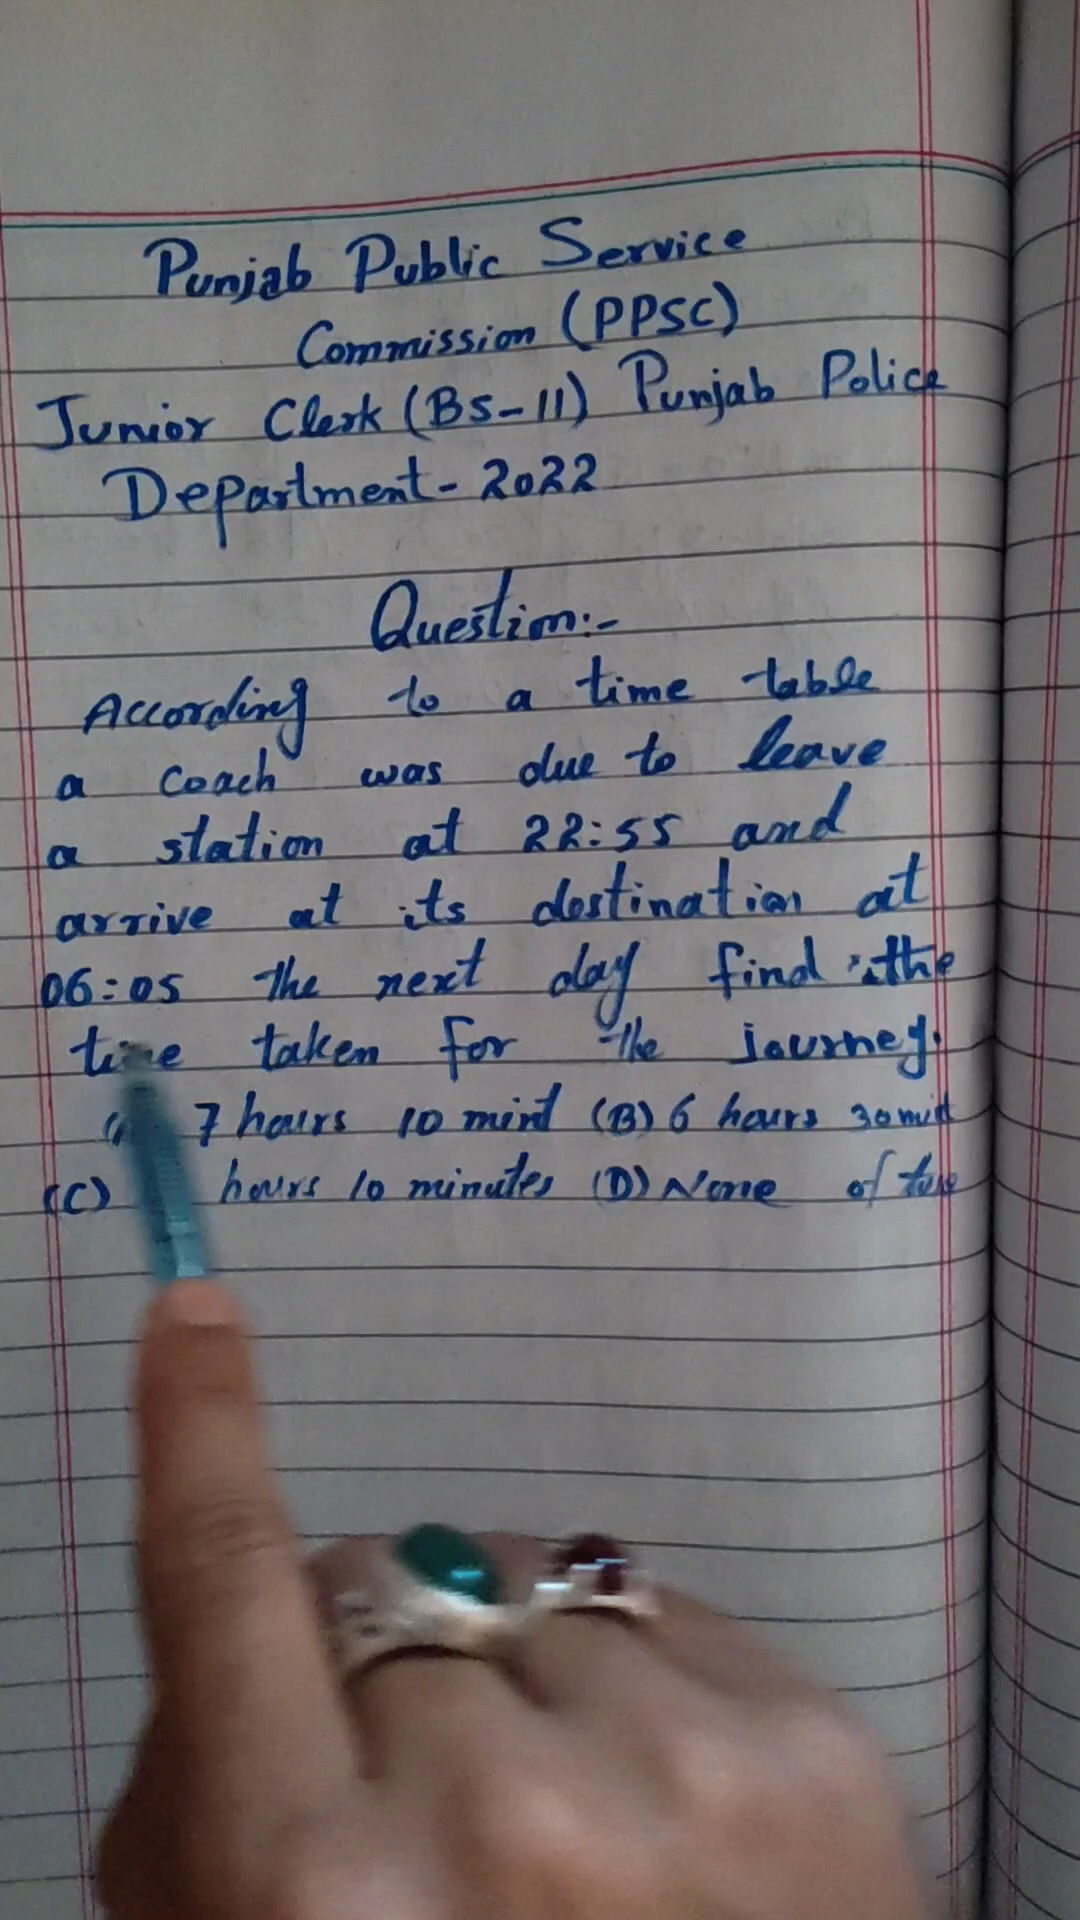 Punjab Public Service
Commission (PPSC)
Junior Clerk (BS-11) Punjab Police
Department-2022
Question:-
According to a time table
a coach was due to leave
a station at 22:55 and
arrive at its destination at
06:05 the next day find the
time taken for the journey.
7 hours 10 mint (B) 6 hours 30 mint
(C) hours 10 minutes (D) None of